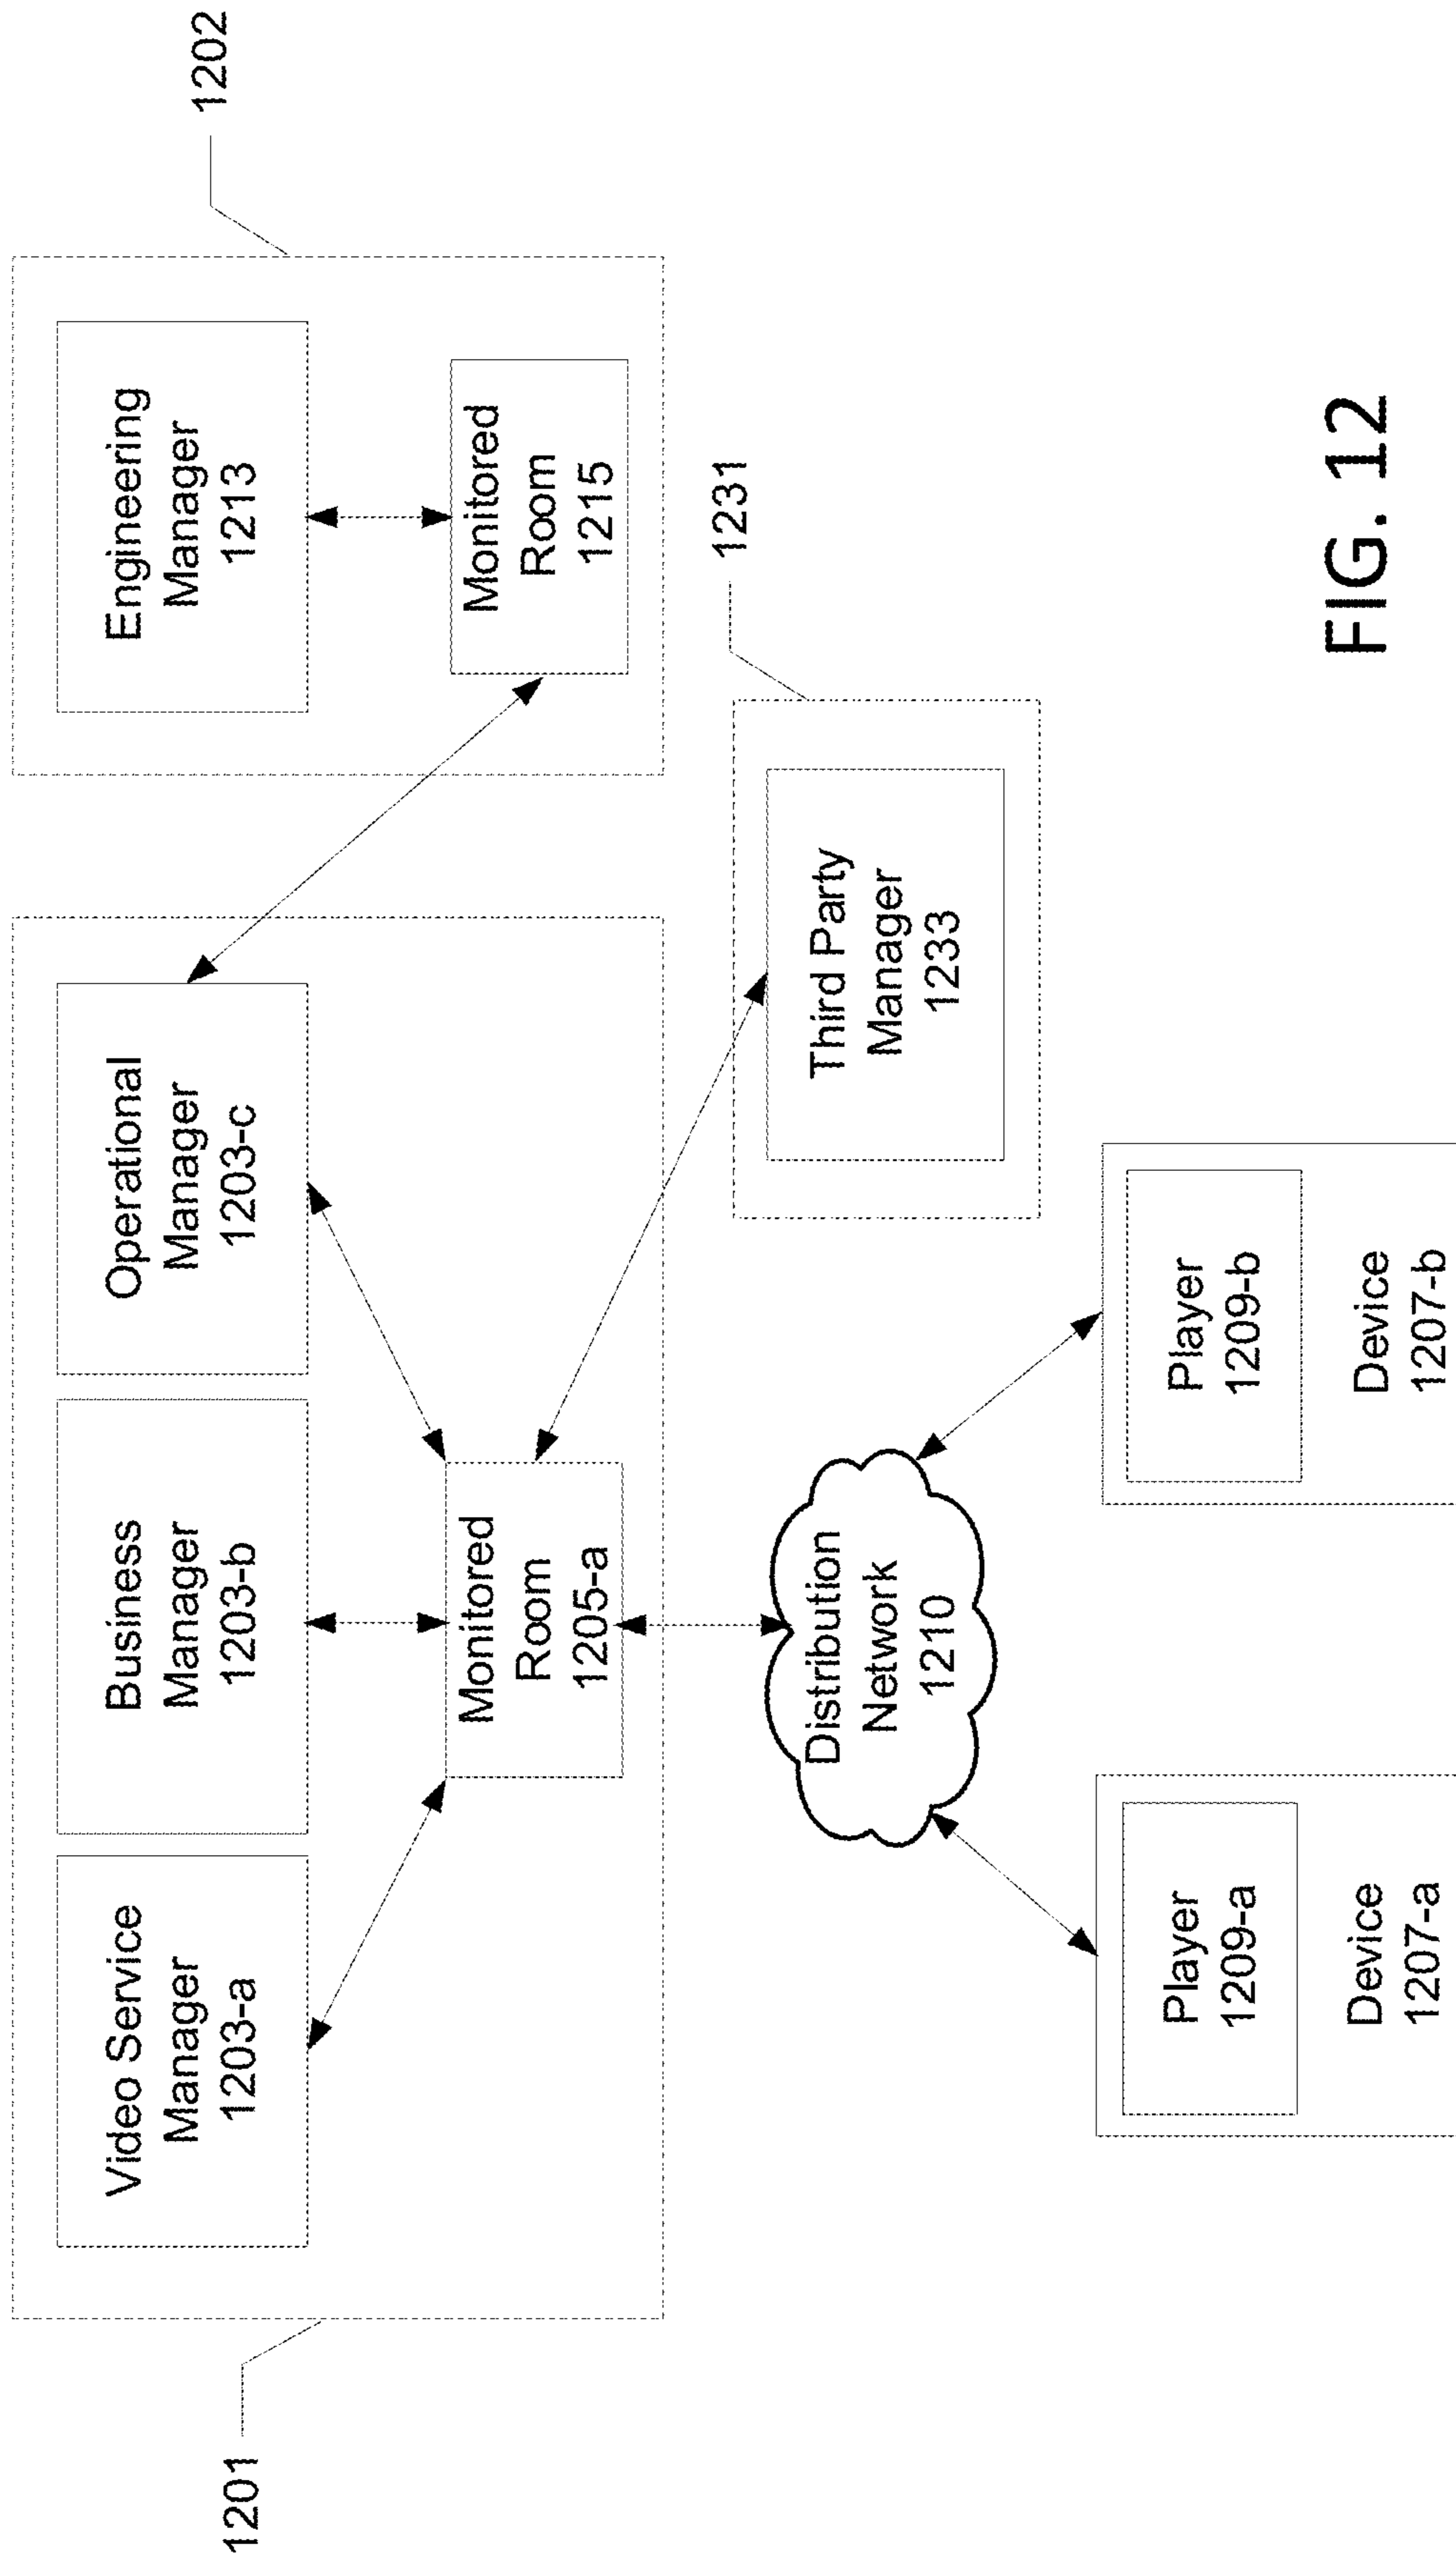 1201
Video Service
Manager
1203-a
Business
Manager
1203-b
Operational
Manager
1203-c
Monitored
Room
1205-a
Engineering
Manager
1213
Monitored
Room
1215
1202
1231
Third Party
Manager
1233
Distribution
Network
1210
Player
1209-a
Device
1207-a
Player
1209-b
Device
1207-b
FIG. 12